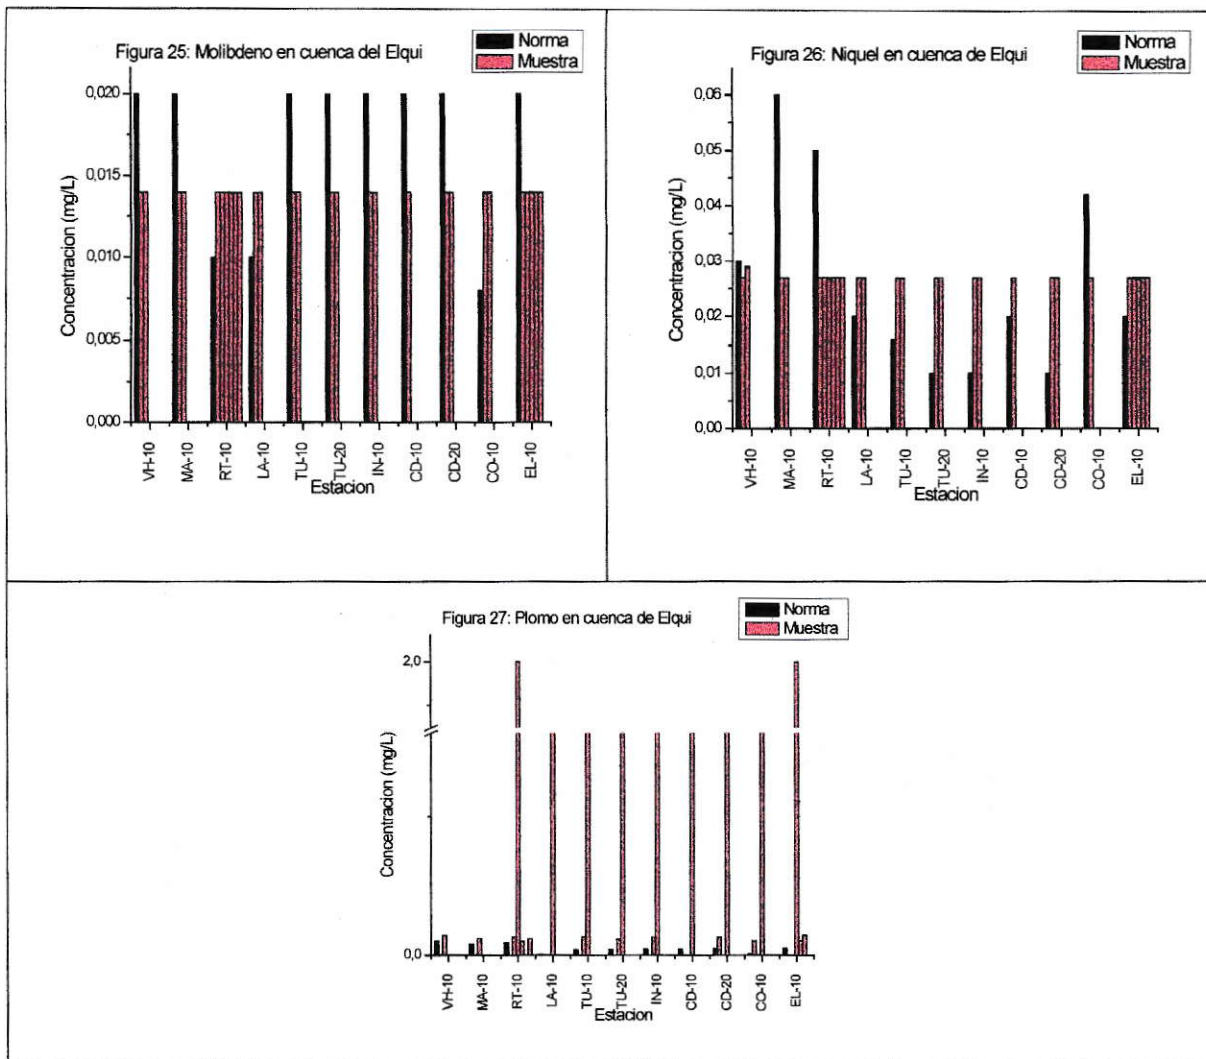 Figura 25: Molibdeno en cuenca del Elqui
Norma
Muestra
Concentracion (mg/L)
0,020
0,015
0,010
0,005
0,000
VH-10
MA-10
RT-10
LA-10
TU-10
TU-20
IN-10
CD-10
CD-20
CO-10
EL-10
Estacion
Figura 26: Niquel en cuenca de Elqui
Norma
Muestra
Concentracion (mg/L)
0,06
0,05
0,04
0,03
0,02
0,01
0,00
VH-10
MA-10
RT-10
LA-10
TU-10
TU-20
IN-10
CD-10
CD-20
CO-10
EL-10
Estacion
Figura 27: Plomo en cuenca de Elqui
Norma
Muestra
Concentracion (mg/L)
2,0
0,0
VH-10
MA-10
RT-10
LA-10
TU-10
TU-20
IN-10
CD-10
CD-20
CO-10
EL-10
Estacion